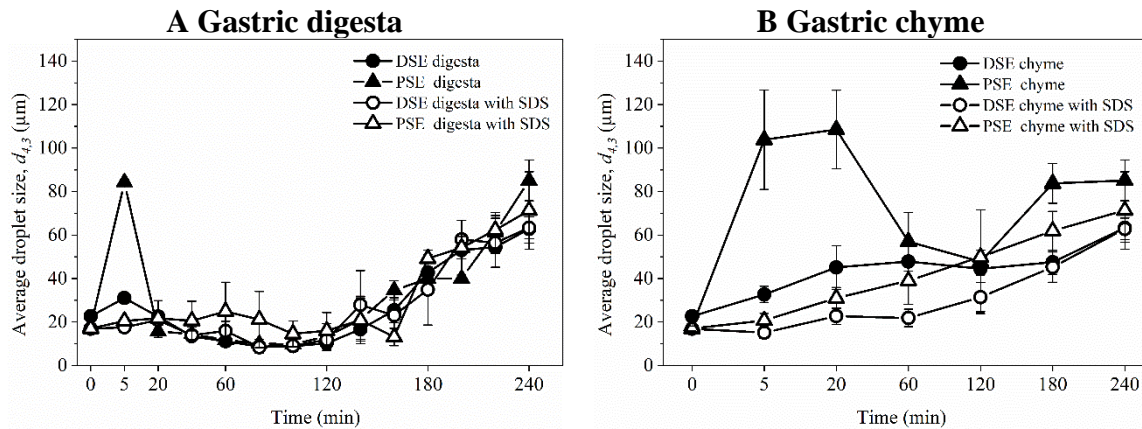 A Gastric digesta
140
120
100
80
60
40
20
0
Average droplet size, d4,3 (μm)
DSE digesta
PSE digesta
DSE digesta with SDS
PSE digesta with SDS
0 5 20 60 120 180 240
Time (min)
B Gastric chyme
140
120
100
80
60
40
20
0
Average droplet size, d4,3 (μm)
DSE chyme
PSE chyme
DSE chyme with SDS
PSE chyme with SDS
0 5 20 60 120 180 240
Time (min)